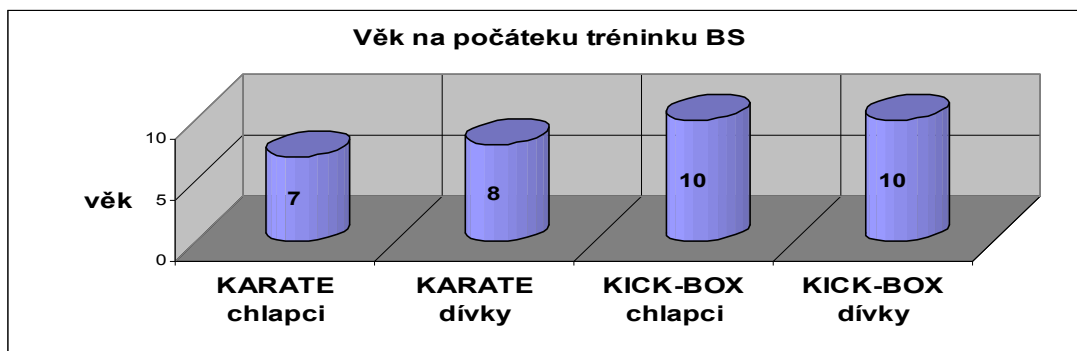 Věk na počáteku tréninku BS
10
5
0
věk
7
8
10
10
KARATE chlapci
KARATE dívky
KICK-BOX chlapci
KICK-BOX dívky